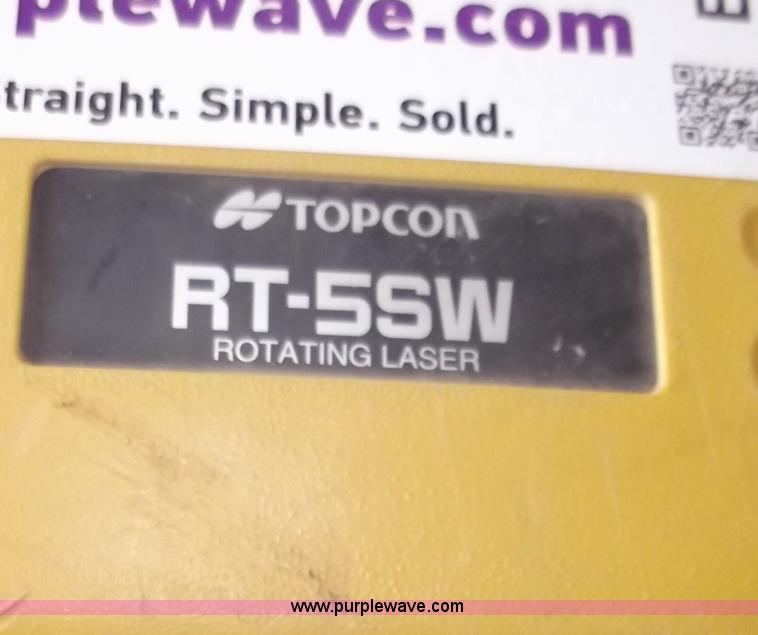 plewave.com
traight. Simple. Sold.
TOPCON
RT-5SW
ROTATING LASER
www.purplewave.com